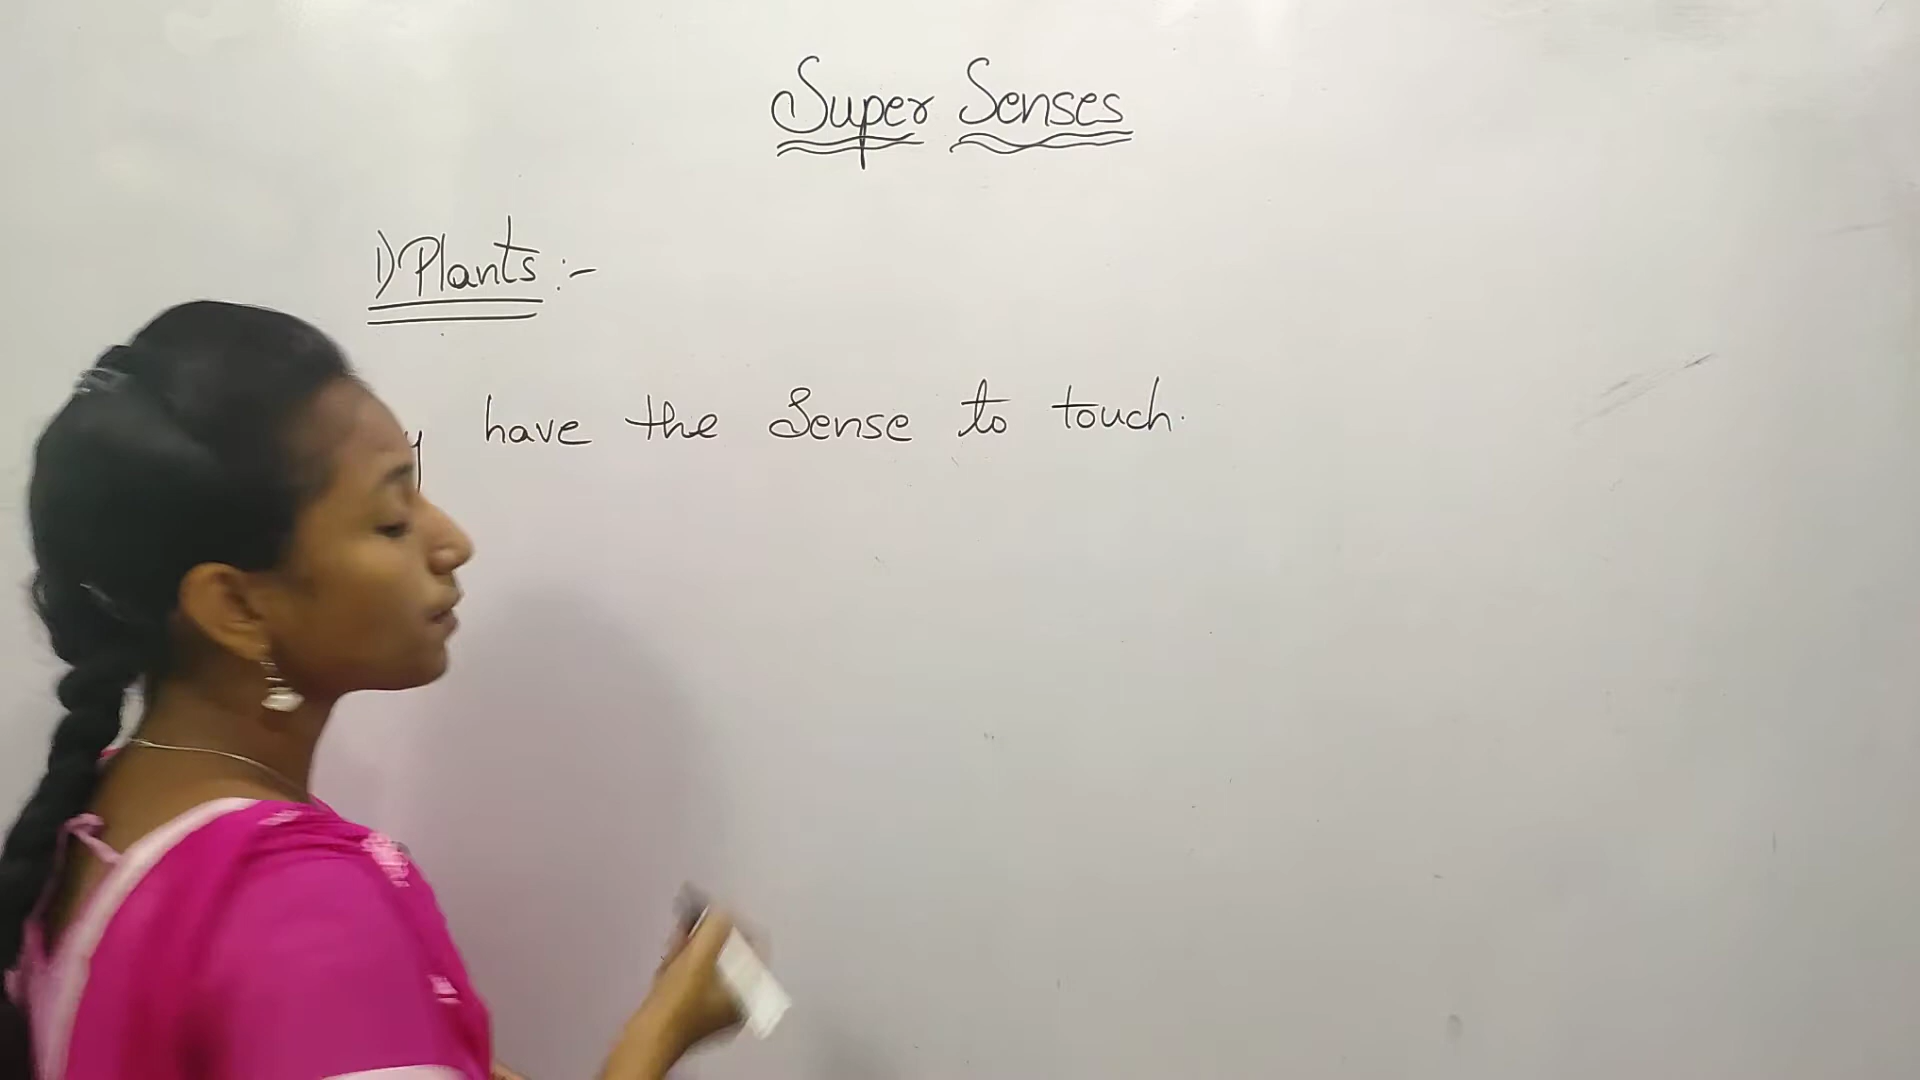 Super Senses
1) Plants :-
have the Sense to touch.